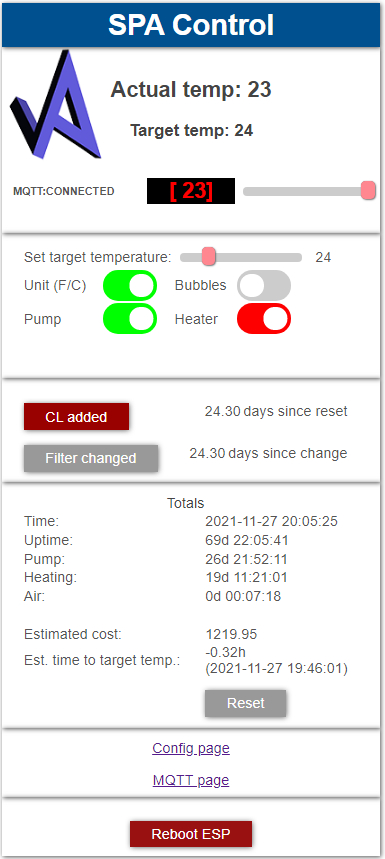 SPA Control
Actual temp: 23
Target temp: 24
MQTT:CONNECTED [ 23]
Set target temperature: 24
Unit (F/C) Bubbles
Pump Heater
CL added 24.30 days since reset
Filter changed 24.30 days since change
Totals
Time: 2021-11-27 20:05:25
Uptime: 69d 22:05:41
Pump: 26d 21:52:11
Heating: 19d 11:21:01
Air: 0d 00:07:18
Estimated cost: 1219.95
Est. time to target temp.: -0.32h
(2021-11-27 19:46:01)
Reset
Config page
MQTT page
Reboot ESP